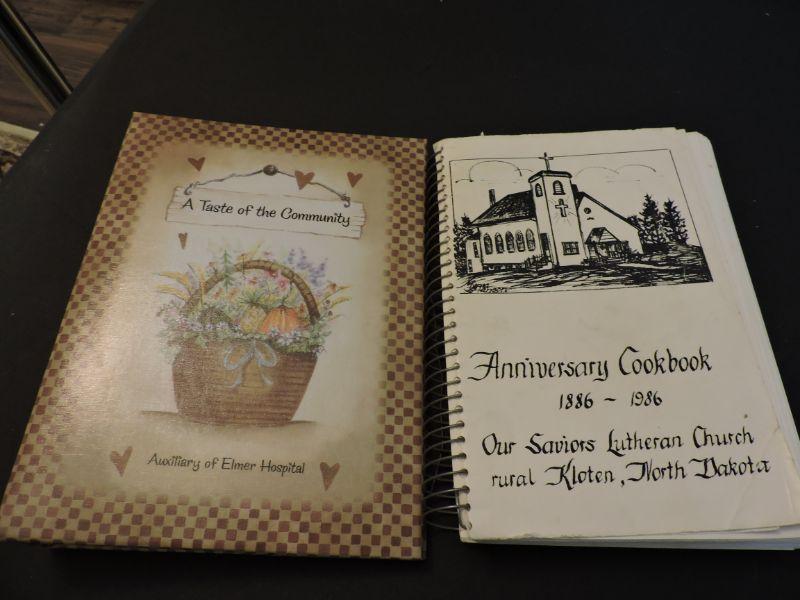 A Taste of the Community
Auxiliary of Elmer Hospital
Anniversary Cookbook
1886 ~ 1986
Our Saviors Lutheran Church
rural Kloten, North Dakota